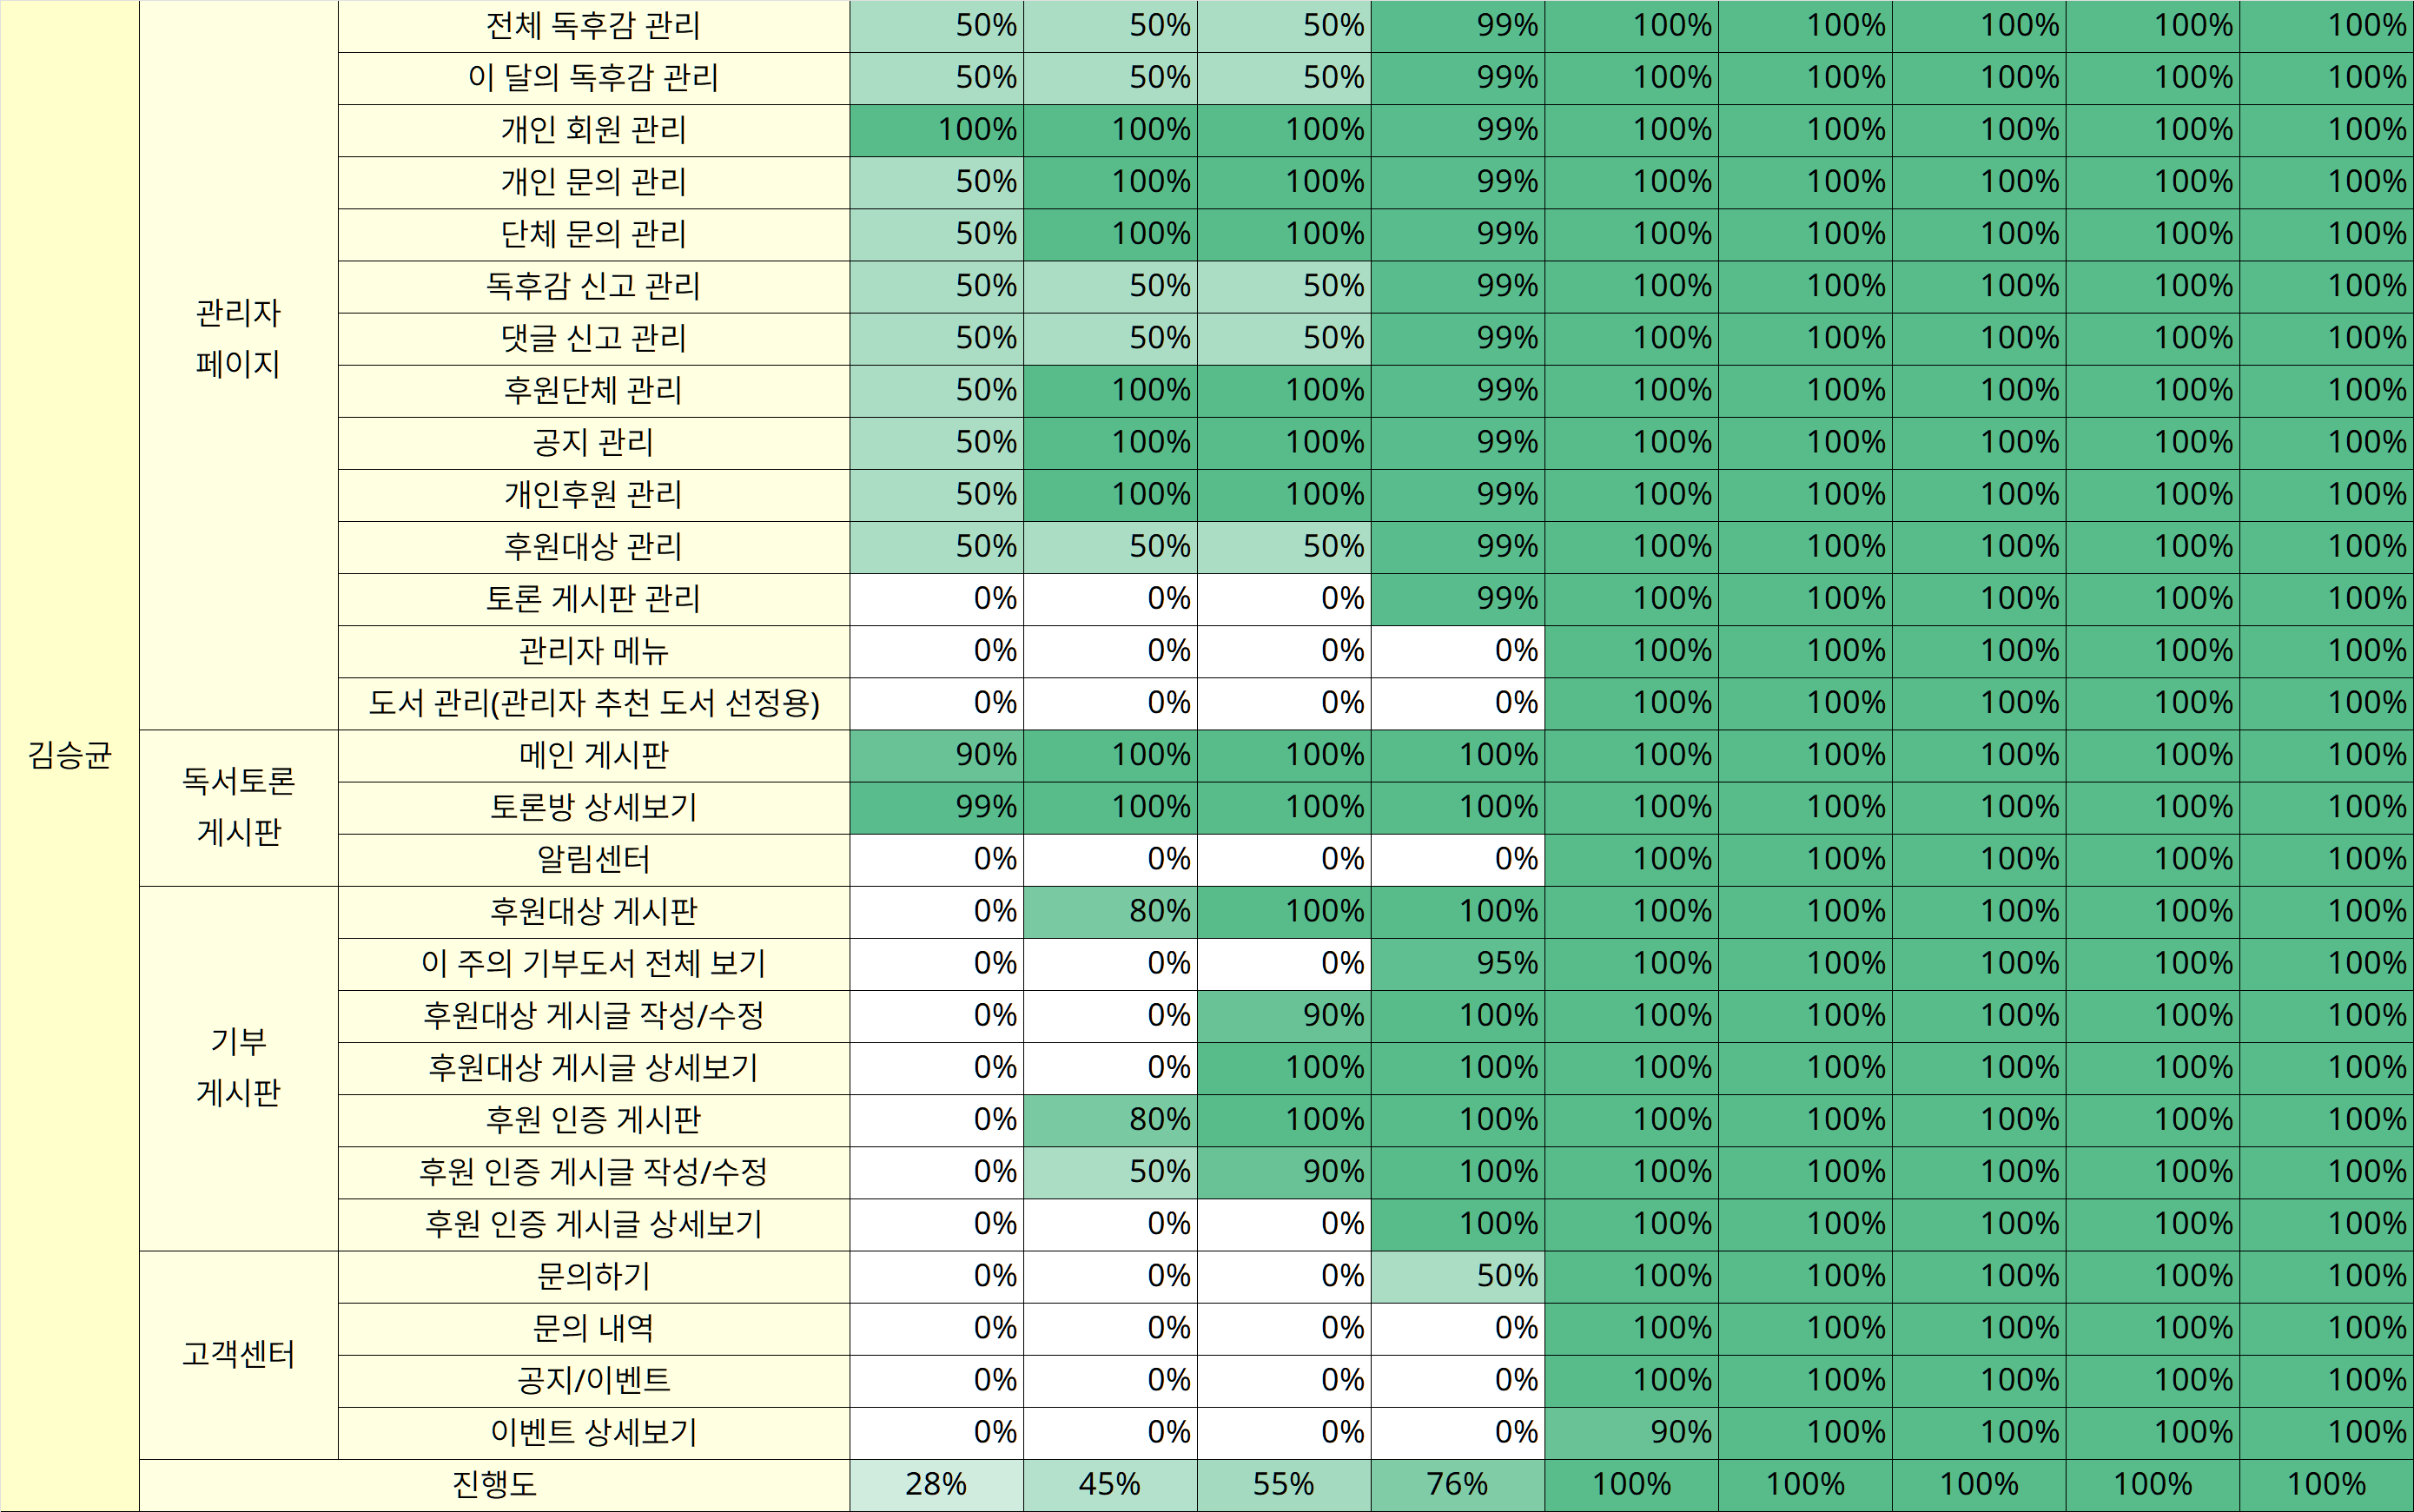 전체 독후감 관리 50% 50% 50% 99% 100% 100% 100% 100% 100%
이 달의 독후감 관리 50% 50% 50% 99% 100% 100% 100% 100% 100%
개인 회원 관리 100% 100% 100% 99% 100% 100% 100% 100% 100%
개인 문의 관리 50% 100% 100% 99% 100% 100% 100% 100% 100%
단체 문의 관리 50% 100% 100% 99% 100% 100% 100% 100% 100%
독후감 신고 관리 50% 50% 50% 99% 100% 100% 100% 100% 100%
관리자
페이지
댓글 신고 관리 50% 50% 50% 99% 100% 100% 100% 100% 100%
후원단체 관리 50% 100% 100% 99% 100% 100% 100% 100% 100%
공지 관리 50% 100% 100% 99% 100% 100% 100% 100% 100%
개인후원 관리 50% 100% 100% 99% 100% 100% 100% 100% 100%
후원대상 관리 50% 50% 50% 99% 100% 100% 100% 100% 100%
토론 게시판 관리 0% 0% 0% 99% 100% 100% 100% 100% 100%
관리자 메뉴 0% 0% 0% 0% 100% 100% 100% 100% 100%
도서 관리(관리자 추천 도서 선정용) 0% 0% 0% 0% 100% 100% 100% 100% 100%
김승균
독서토론
게시판
메인 게시판 90% 100% 100% 100% 100% 100% 100% 100% 100%
토론방 상세보기 99% 100% 100% 100% 100% 100% 100% 100% 100%
알림센터 0% 0% 0% 0% 100% 100% 100% 100% 100%
후원대상 게시판 0% 80% 100% 100% 100% 100% 100% 100% 100%
이 주의 기부도서 전체 보기 0% 0% 0% 95% 100% 100% 100% 100% 100%
후원대상 게시글 작성/수정 0% 0% 90% 100% 100% 100% 100% 100% 100%
기부
게시판
후원대상 게시글 상세보기 0% 0% 100% 100% 100% 100% 100% 100% 100%
후원 인증 게시판 0% 80% 100% 100% 100% 100% 100% 100% 100%
후원 인증 게시글 작성/수정 0% 50% 90% 100% 100% 100% 100% 100% 100%
후원 인증 게시글 상세보기 0% 0% 0% 100% 100% 100% 100% 100% 100%
고객센터
문의하기 0% 0% 0% 50% 100% 100% 100% 100% 100%
문의 내역 0% 0% 0% 0% 100% 100% 100% 100% 100%
공지/이벤트 0% 0% 0% 0% 100% 100% 100% 100% 100%
이벤트 상세보기 0% 0% 0% 0% 90% 100% 100% 100% 100%
진행도 28% 45% 55% 76% 100% 100% 100% 100% 100%